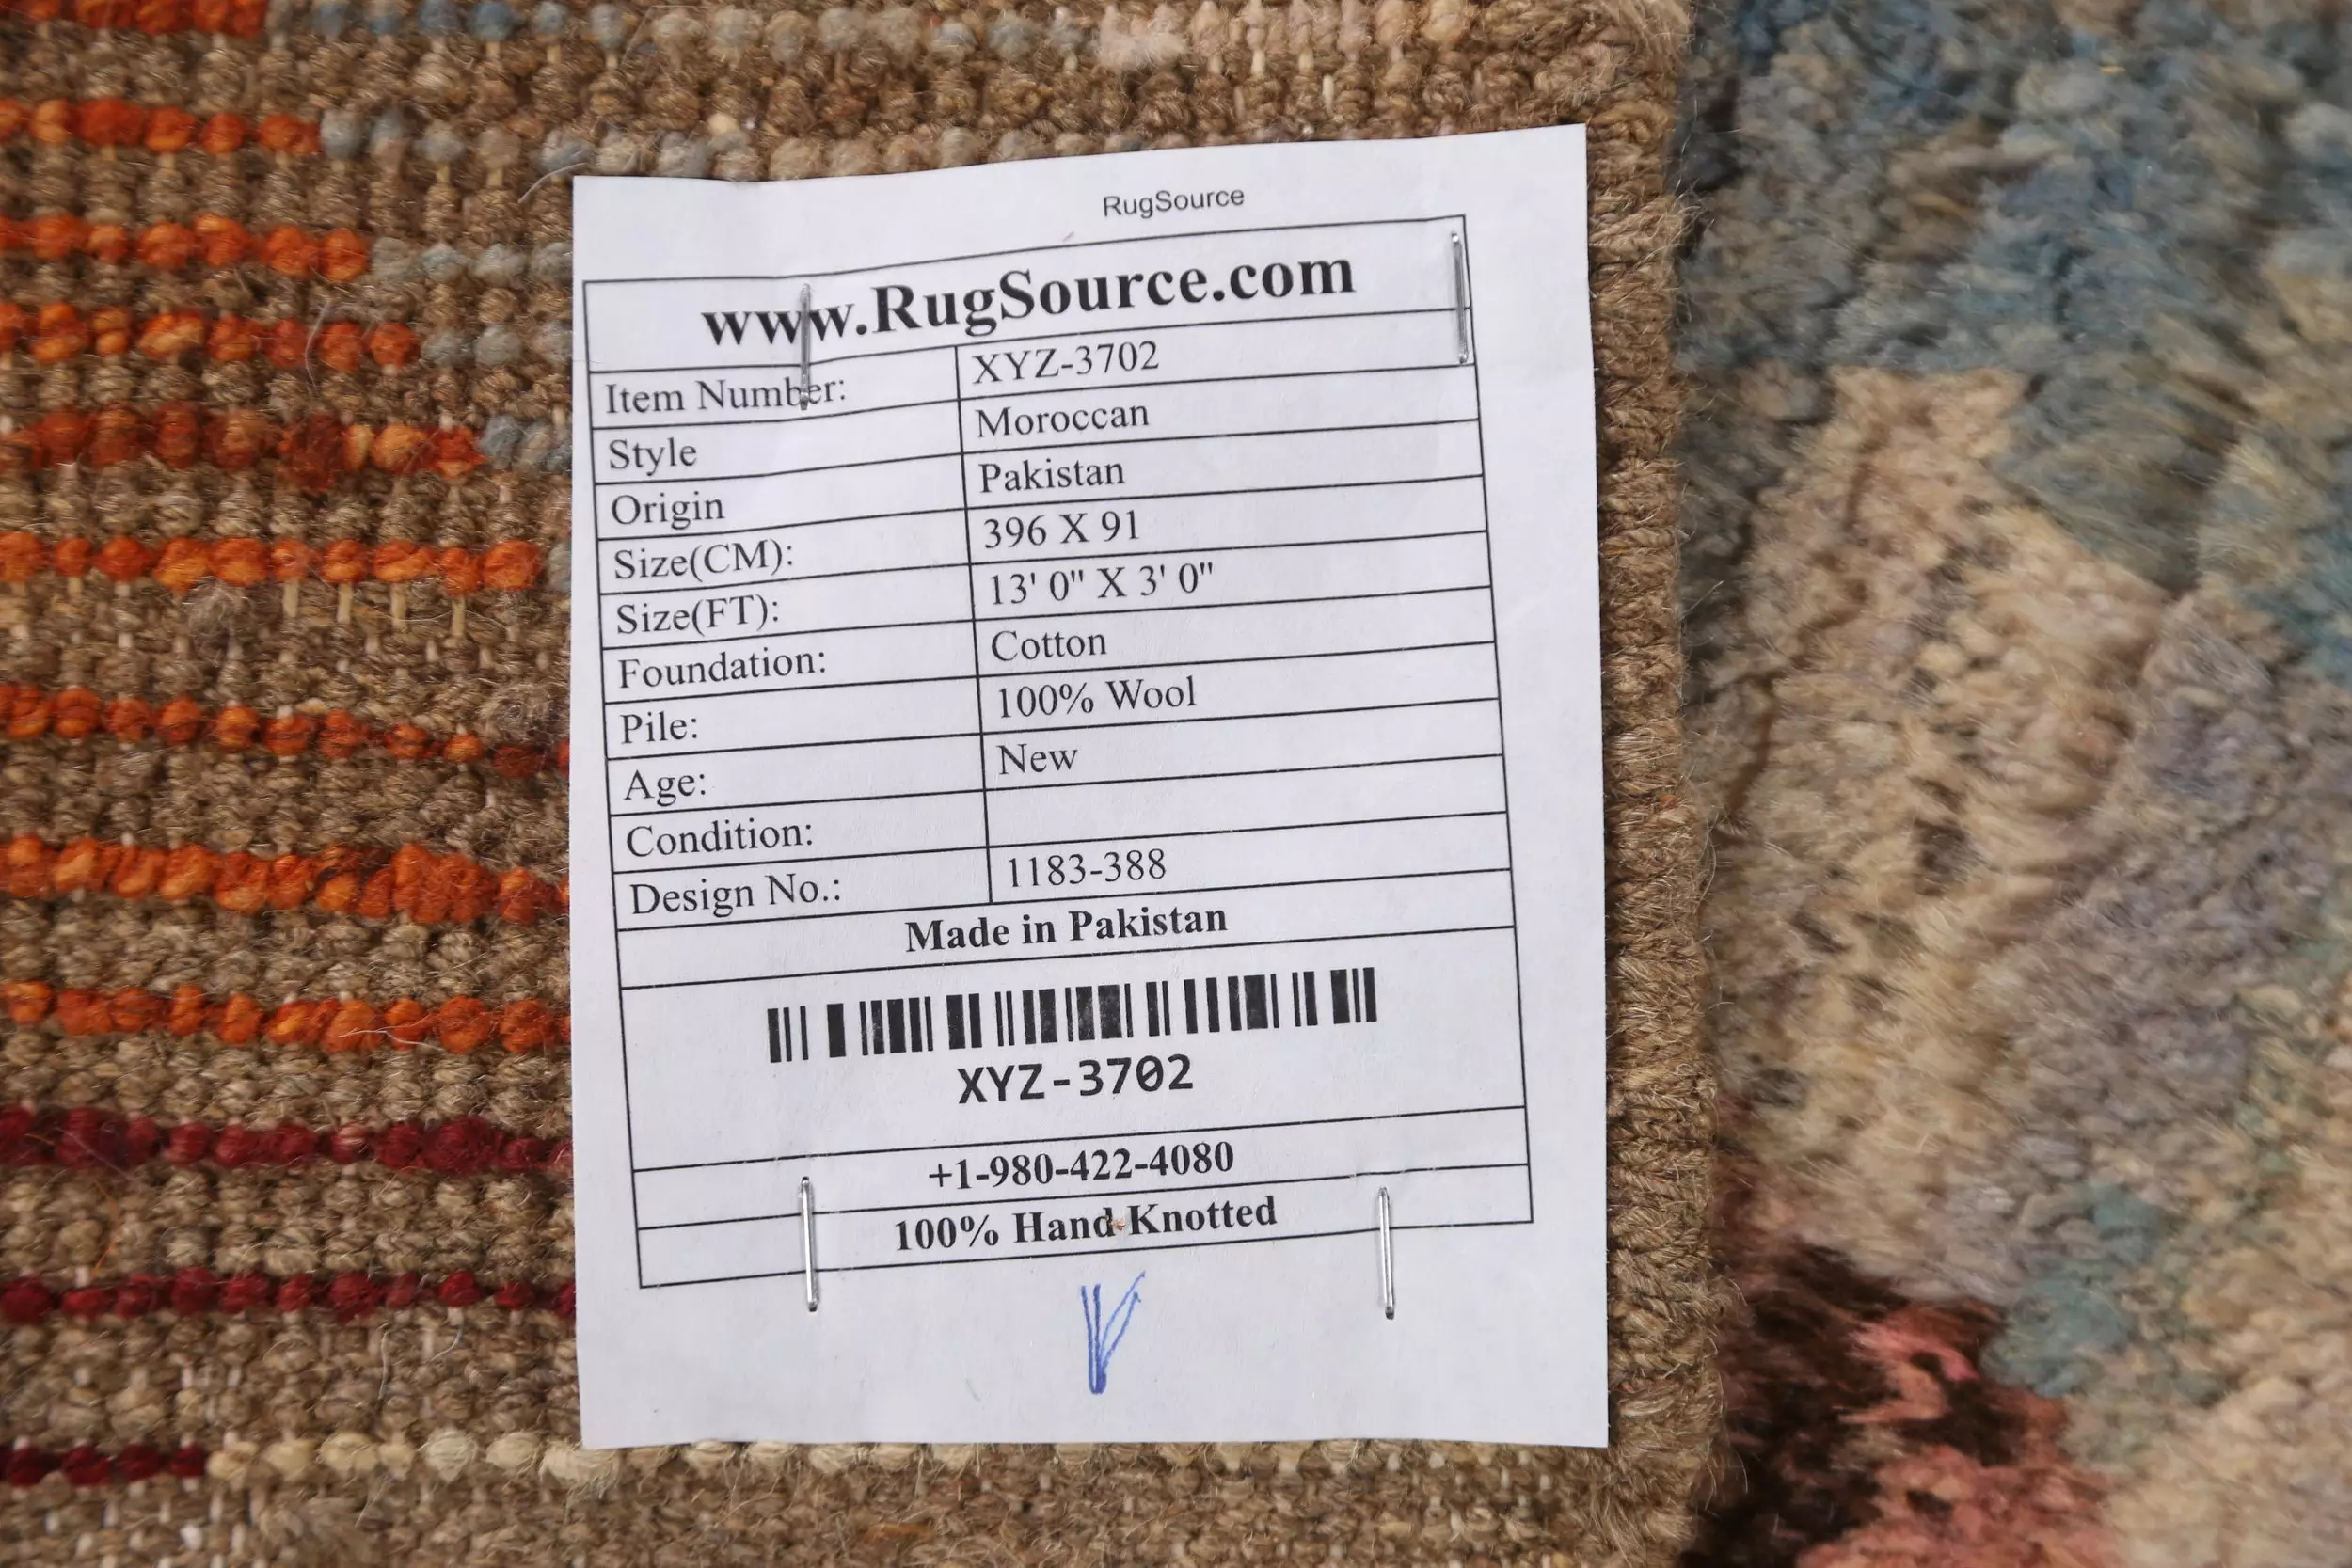 RugSource
www.RugSource.com
Item Number: XYZ-3702
Style Moroccan
Origin Pakistan
Size(CM): 396 X 91
Size(FT): 13' 0" X 3' 0"
Foundation: Cotton
Pile: 100% Wool
Age: New
Condition:
Design No.: 1183-388
Made in Pakistan
XYZ-3702
+1-980-422-4080
100% Hand Knotted